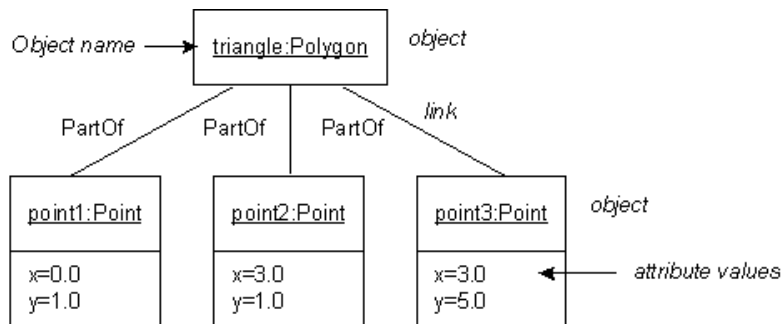 Object name
triangle:Polygon
object
PartOf
PartOf
PartOf
link
point1:Point
point2:Point
point3:Point
object
x=0.0
y=1.0
x=3.0
y=1.0
x=3.0
y=5.0
attribute values